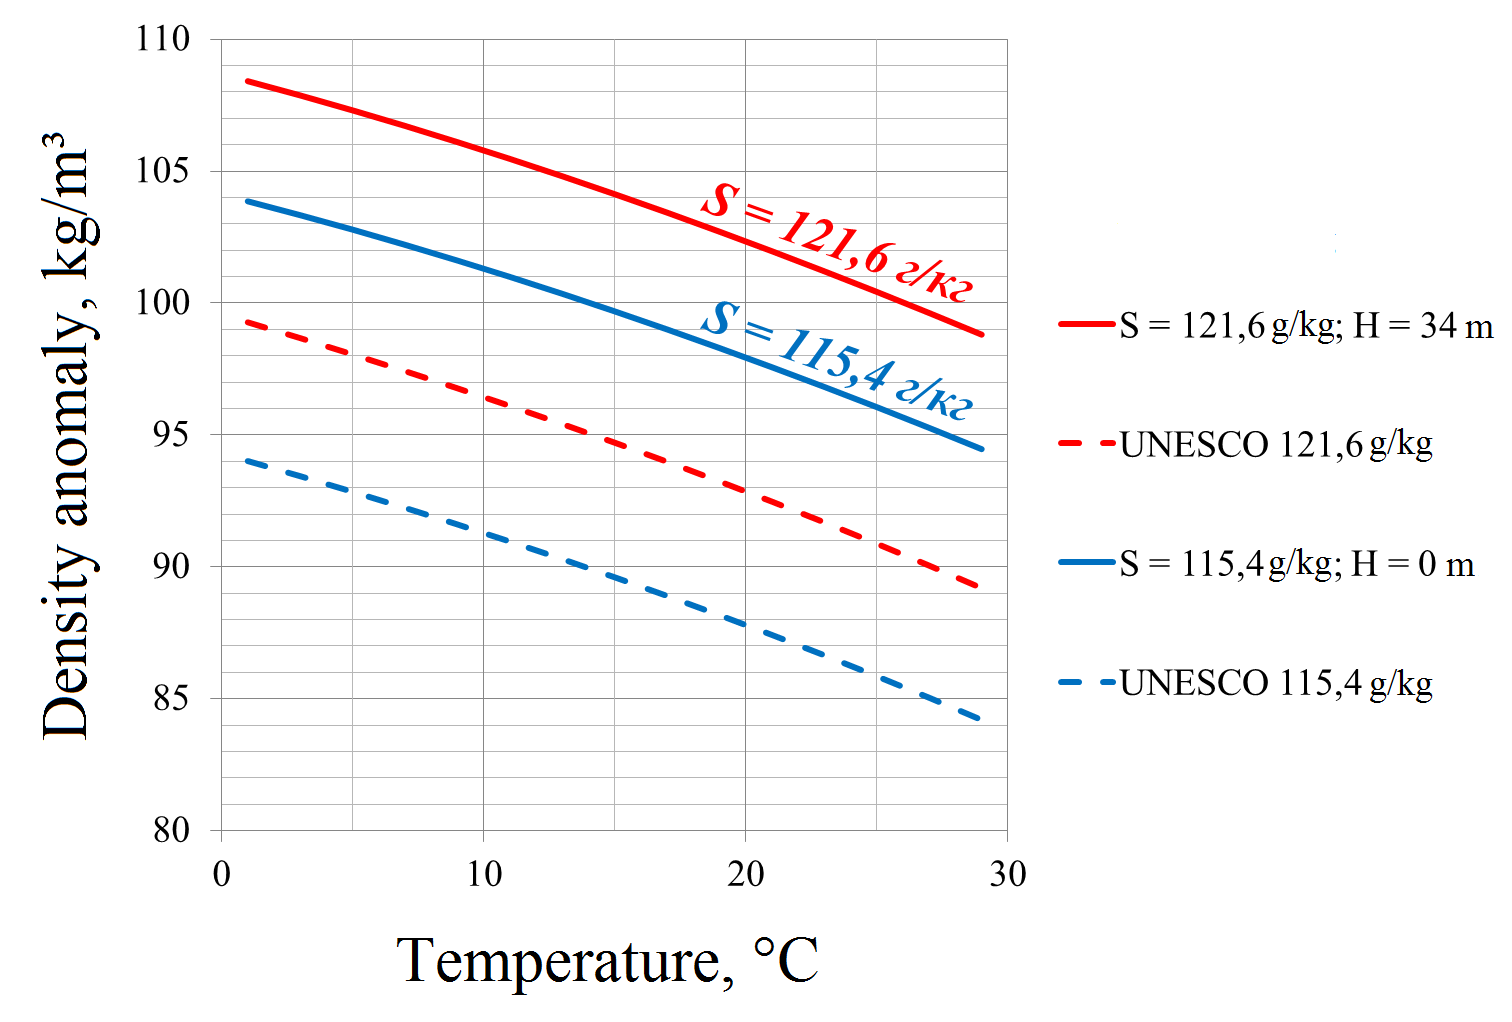 110
105
100
95
90
85
80
0
10
20
30
Density anomaly, kg/m³
Temperature, °C
S = 121,6 г/кг
S = 115,4 г/кг
S = 121,6 g/kg; H = 34 m
UNESCO 121,6 g/kg
S = 115,4 g/kg; H = 0 m
UNESCO 115,4 g/kg